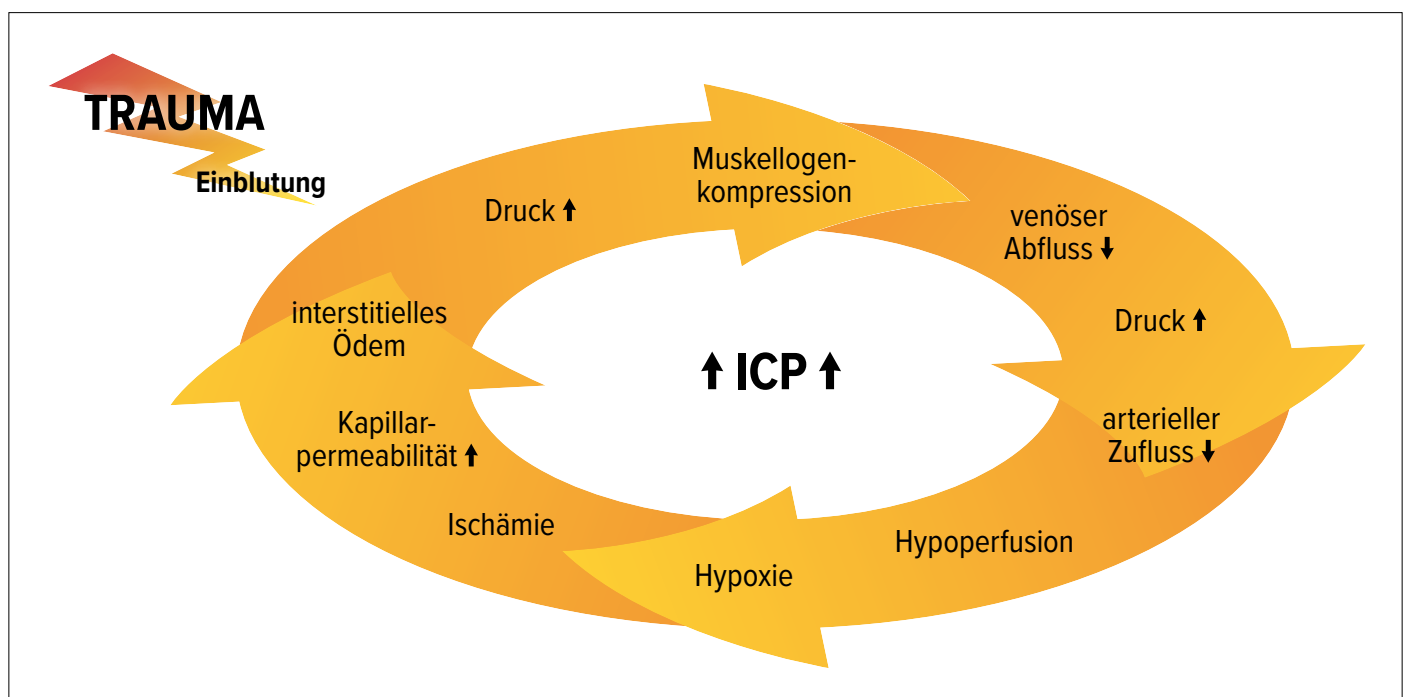 TRAUMA
Einblutung
Druck ↑
Muskellogen-
kompression
venöser
Abfluss ↓
Druck ↑
arterieller
Zufluss ↓
Hypoperfusion
Hypoxie
Ischämie
Kapillar-
permeabilität ↑
interstitielles
Ödem
↑ ICP ↑